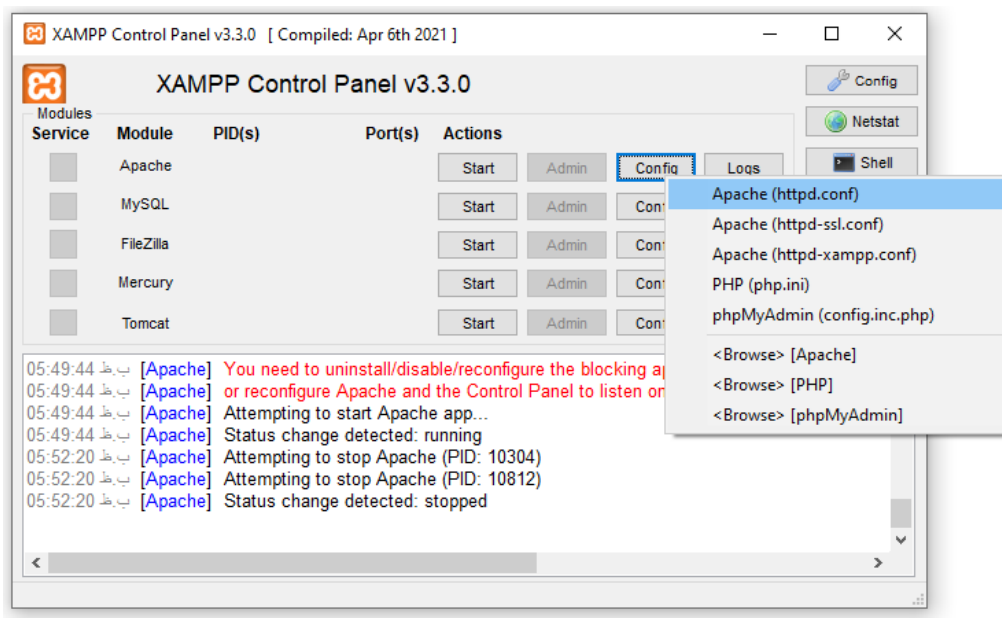 XAMPP Control Panel v3.3.0 [ Compiled: Apr 6th 2021 ]
XAMPP Control Panel v3.3.0
Config
Modules
Service Module PID(s) Port(s) Actions
Netstat
Apache Start Admin Config Logs
Shell
MySQL Start Admin
FileZilla Start Admin
Mercury Start Admin
Tomcat Start Admin
Apache (httpd.conf)
Apache (httpd-ssl.conf)
Apache (httpd-xampp.conf)
PHP (php.ini)
phpMyAdmin (config.inc.php)
<Browse> [Apache]
<Browse> [PHP]
<Browse> [phpMyAdmin]
05:49:44 ب.ظ [Apache] You need to uninstall/disable/reconfigure the blocking
05:49:44 ب.ظ [Apache] or reconfigure Apache and the Control Panel to listen
05:49:44 ب.ظ [Apache] Attempting to start Apache app...
05:49:44 ب.ظ [Apache] Status change detected: running
05:52:20 ب.ظ [Apache] Attempting to stop Apache (PID: 10304)
05:52:20 ب.ظ [Apache] Attempting to stop Apache (PID: 10812)
05:52:20 ب.ظ [Apache] Status change detected: stopped